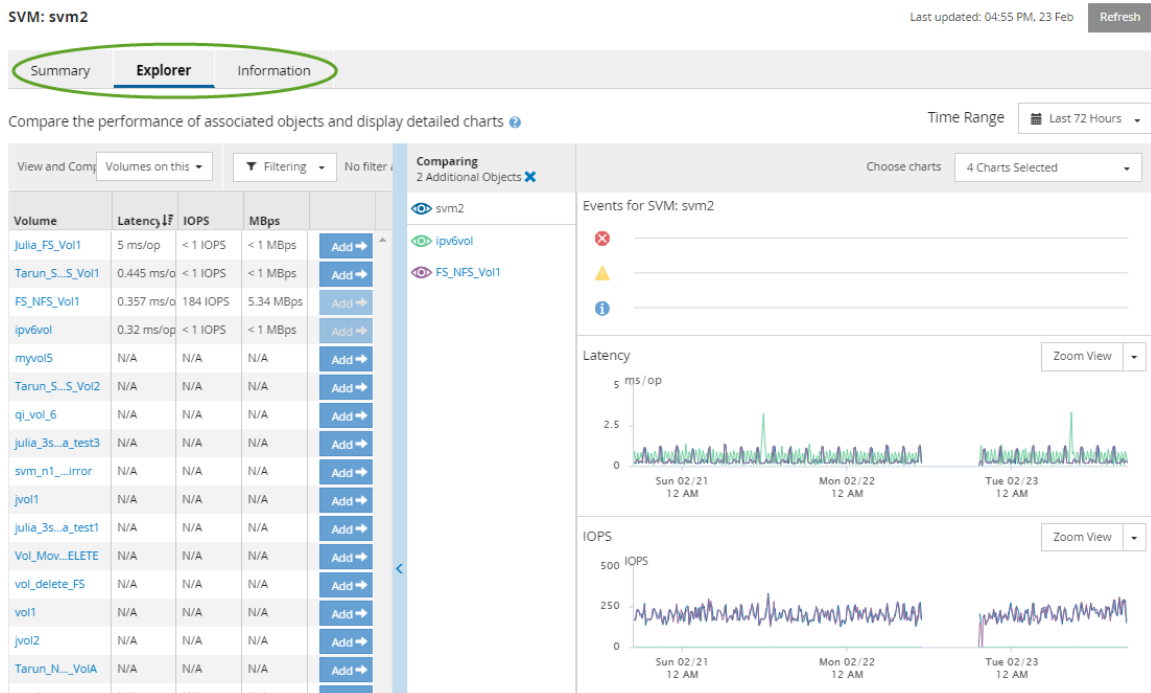 SVM: svm2
Last updated: 04:55 PM, 23 Feb Refresh
Summary Explorer Information
Compare the performance of associated objects and display detailed charts ?
Time Range Last 72 Hours
View and Comp Volumes on this Filtering No filter
Comparing
2 Additional Objects
Choose charts 4 Charts Selected
Volume Latency IOPS MBps
Julia_FS_Vol1 5 ms/op < 1 IOPS < 1 MBps Add
Tarun_S...S_Vol1 0.445 ms/o < 1 IOPS < 1 MBps Add
FS_NFS_Vol1 0.357 ms/o 184 IOPS 5.34 MBps Add
ipv6vol 0.32 ms/op < 1 IOPS < 1 MBps Add
myvol5 N/A N/A N/A Add
Tarun_S...S_Vol2 N/A N/A N/A Add
qi_vol_6 N/A N/A N/A Add
julia_3s...a_test3 N/A N/A N/A Add
svm_n1_...irror N/A N/A N/A Add
jvol1 N/A N/A N/A Add
julia_3s...a_test1 N/A N/A N/A Add
Vol_Mov...ELETE N/A N/A N/A Add
vol_delete_FS N/A N/A N/A Add
vol1 N/A N/A N/A Add
jvol2 N/A N/A N/A Add
Tarun_N..._VolA N/A N/A N/A Add
svm2
ipv6vol
FS_NFS_Vol1
Events for SVM: svm2
Latency Zoom View
5 ms/op
2.5
0
Sun 02/21 Mon 02/22 Tue 02/23
12 AM 12 AM 12 AM
IOPS Zoom View
500 IOPS
250
0
Sun 02/21 Mon 02/22 Tue 02/23
12 AM 12 AM 12 AM